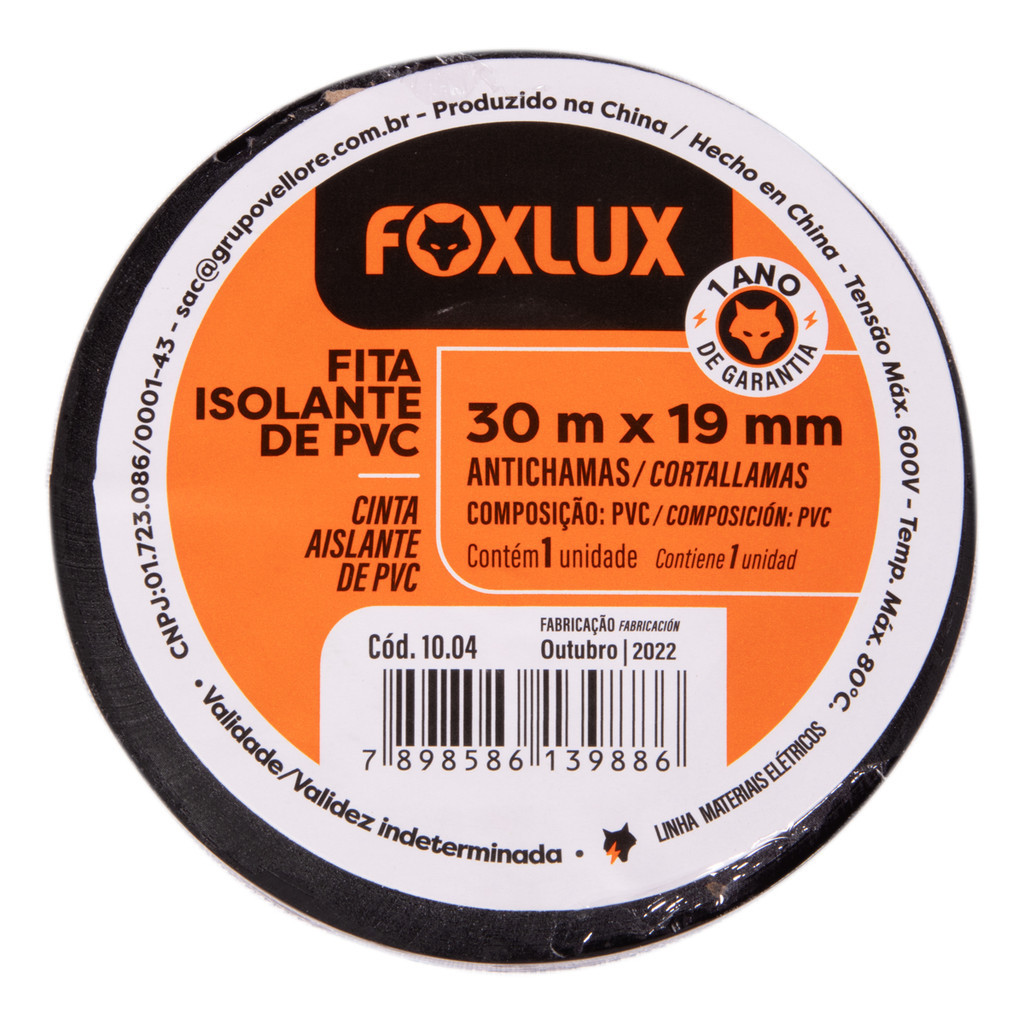 FOXLUX
1 ANO
DE GARANTIA
FITA
ISOLANTE
DE PVC
CINTA
AISLANTE
DE PVC
30 m x 19 mm
ANTICHAMAS / CORTALLAMAS
COMPOSIÇÃO: PVC / COMPOSICIÓN: PVC
Contém 1 unidade Contiene 1 unidad
Cód. 10.04
FABRICAÇÃO FABRICACIÓN
Outubro | 2022
7 898586 139886
CNPJ:01.723.086/0001-43 - sac@grupovellore.com.br - Produzido na China / Hecho en China - Tensão Máx. 600V - Temp. Máx. 80°C.
• Validade/Validez indeterminada •
LINHA MATERIAIS ELÉTRICOS